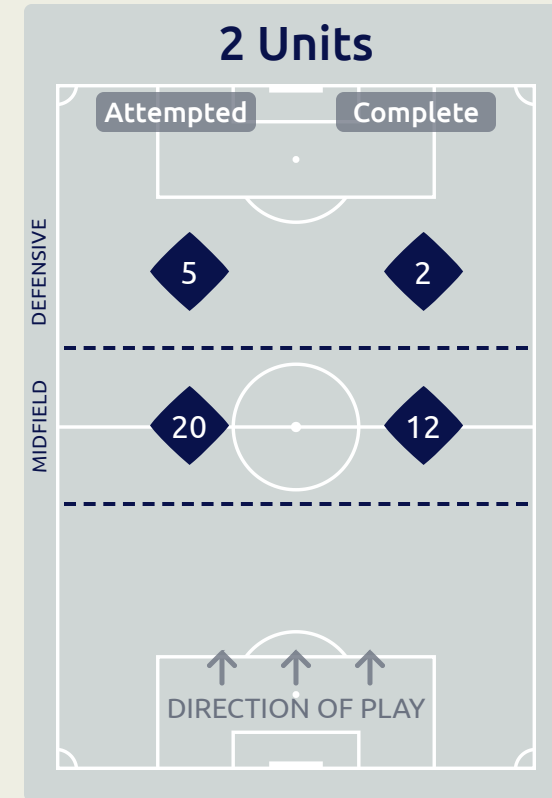 2 Units
Attempted
Complete
DEFENSIVE
5
2
MIDFIELD
20
12
DIRECTION OF PLAY